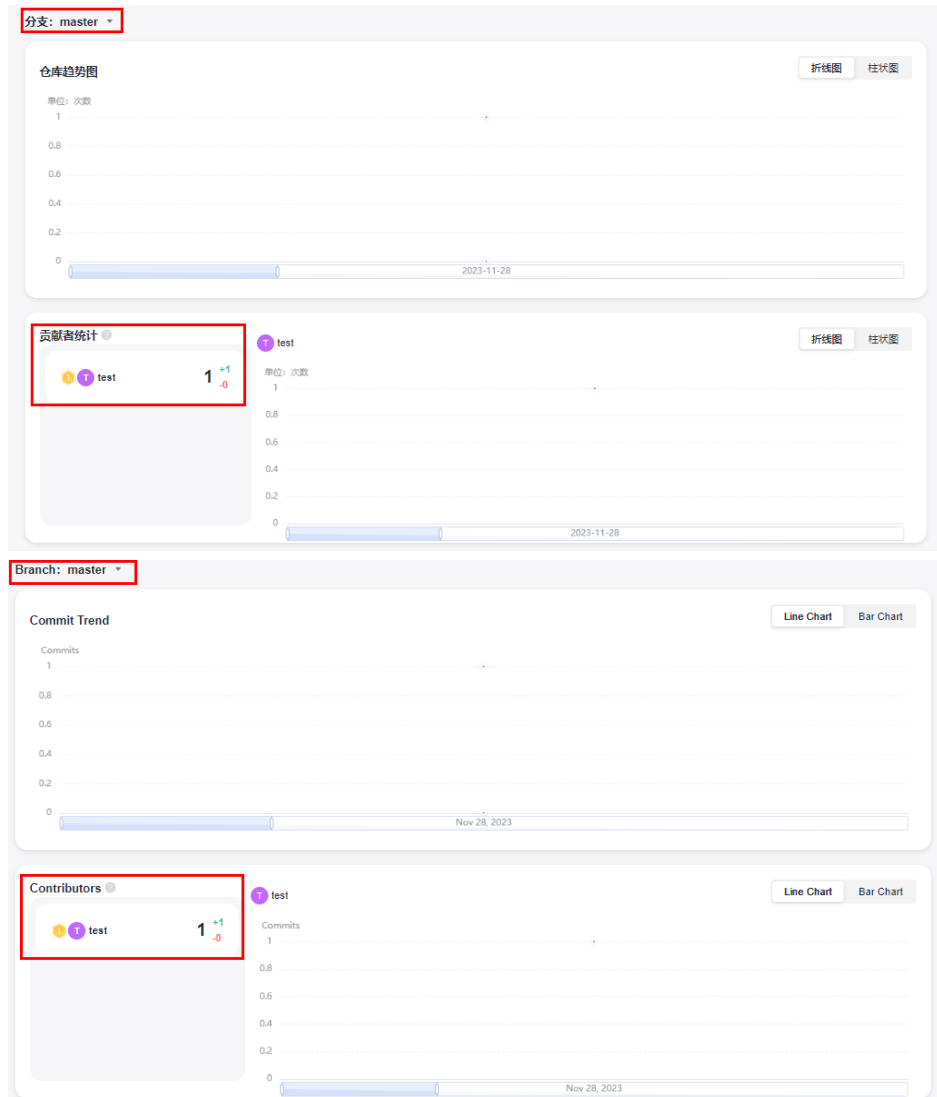 分支：master
仓库趋势图
折线图 柱状图
单位：次数
1
0.8
0.6
0.4
0.2
0
2023-11-28
贡献者统计 ?
1 T test 1 +1 -0
T test
折线图 柱状图
单位：次数
1
0.8
0.6
0.4
0.2
0
2023-11-28
Branch：master
Commit Trend
Line Chart Bar Chart
Commits
1
0.8
0.6
0.4
0.2
0
Nov 28, 2023
Contributors ?
1 T test 1 +1 -0
T test
Line Chart Bar Chart
Commits
1
0.8
0.6
0.4
0.2
0
Nov 28, 2023